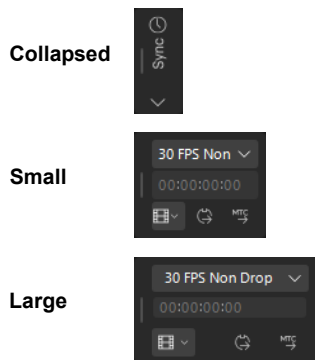 Collapsed
Sync
Small
30 FPS Non
00:00:00:00
MTC
Large
30 FPS Non Drop
00:00:00:00
MTC